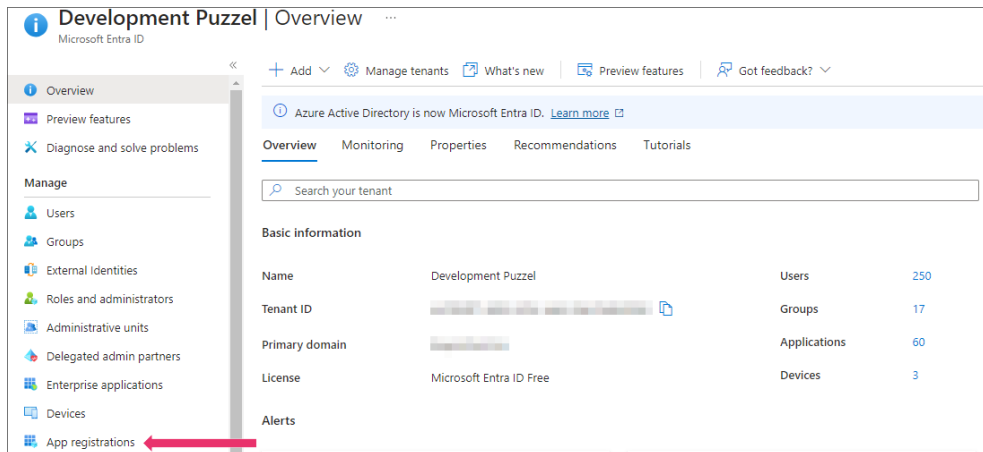 Development Puzzel | Overview ...
Microsoft Entra ID
«
Overview
Preview features
Diagnose and solve problems
Manage
Users
Groups
External Identities
Roles and administrators
Administrative units
Delegated admin partners
Enterprise applications
Devices
App registrations
Add Manage tenants What's new Preview features Got feedback?
Azure Active Directory is now Microsoft Entra ID. Learn more
Overview Monitoring Properties Recommendations Tutorials
Search your tenant
Basic information
Name Development Puzzel Users 250
Tenant ID Groups 17
Primary domain Applications 60
License Microsoft Entra ID Free Devices 3
Alerts